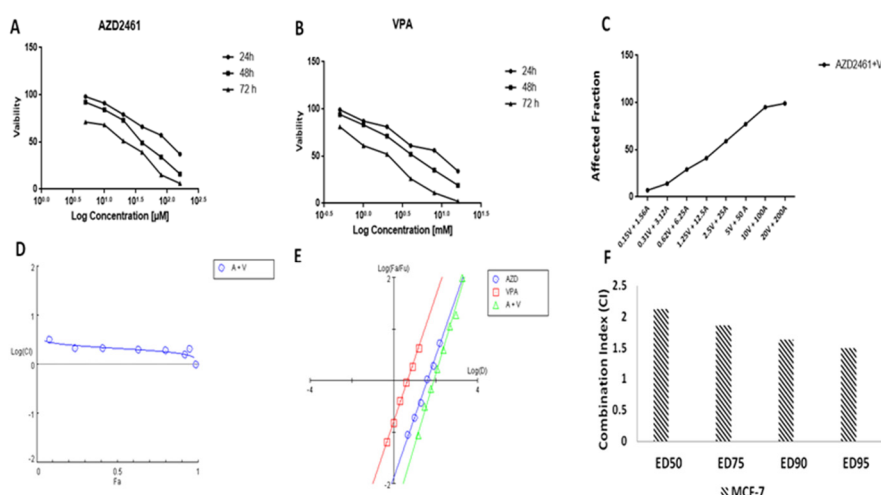 A
AZD2461
Vaibility
150
100
50
0
10^0.0 10^0.5 10^1.0 10^1.5 10^2.0 10^2.5
Log Concentration [µM]
24h
48h
72 h
B
VPA
Vaibility
150
100
50
0
10^0.0 10^0.5 10^1.0 10^1.5
Log Concentration [mM]
24h
48h
72 h
C
Affected Fraction
150
100
50
0
0.15V + 1.56A
0.31V + 3.12A
0.62V + 6.25A
1.25V + 12.5A
2.5V + 25A
5V + 50 A
10V + 100A
20V + 200A
AZD2461+V
D
A + V
Log(CI)
2
1
0
-1
-2
0 0.5 1
Fa
E
Log(Fa/Fu)
2
Log(D)
-4 4
-2
AZD
VPA
A + V
F
Combination Index (CI)
2.5
2
1.5
1
0.5
0
ED50 ED75 ED90 ED95
MCF-7